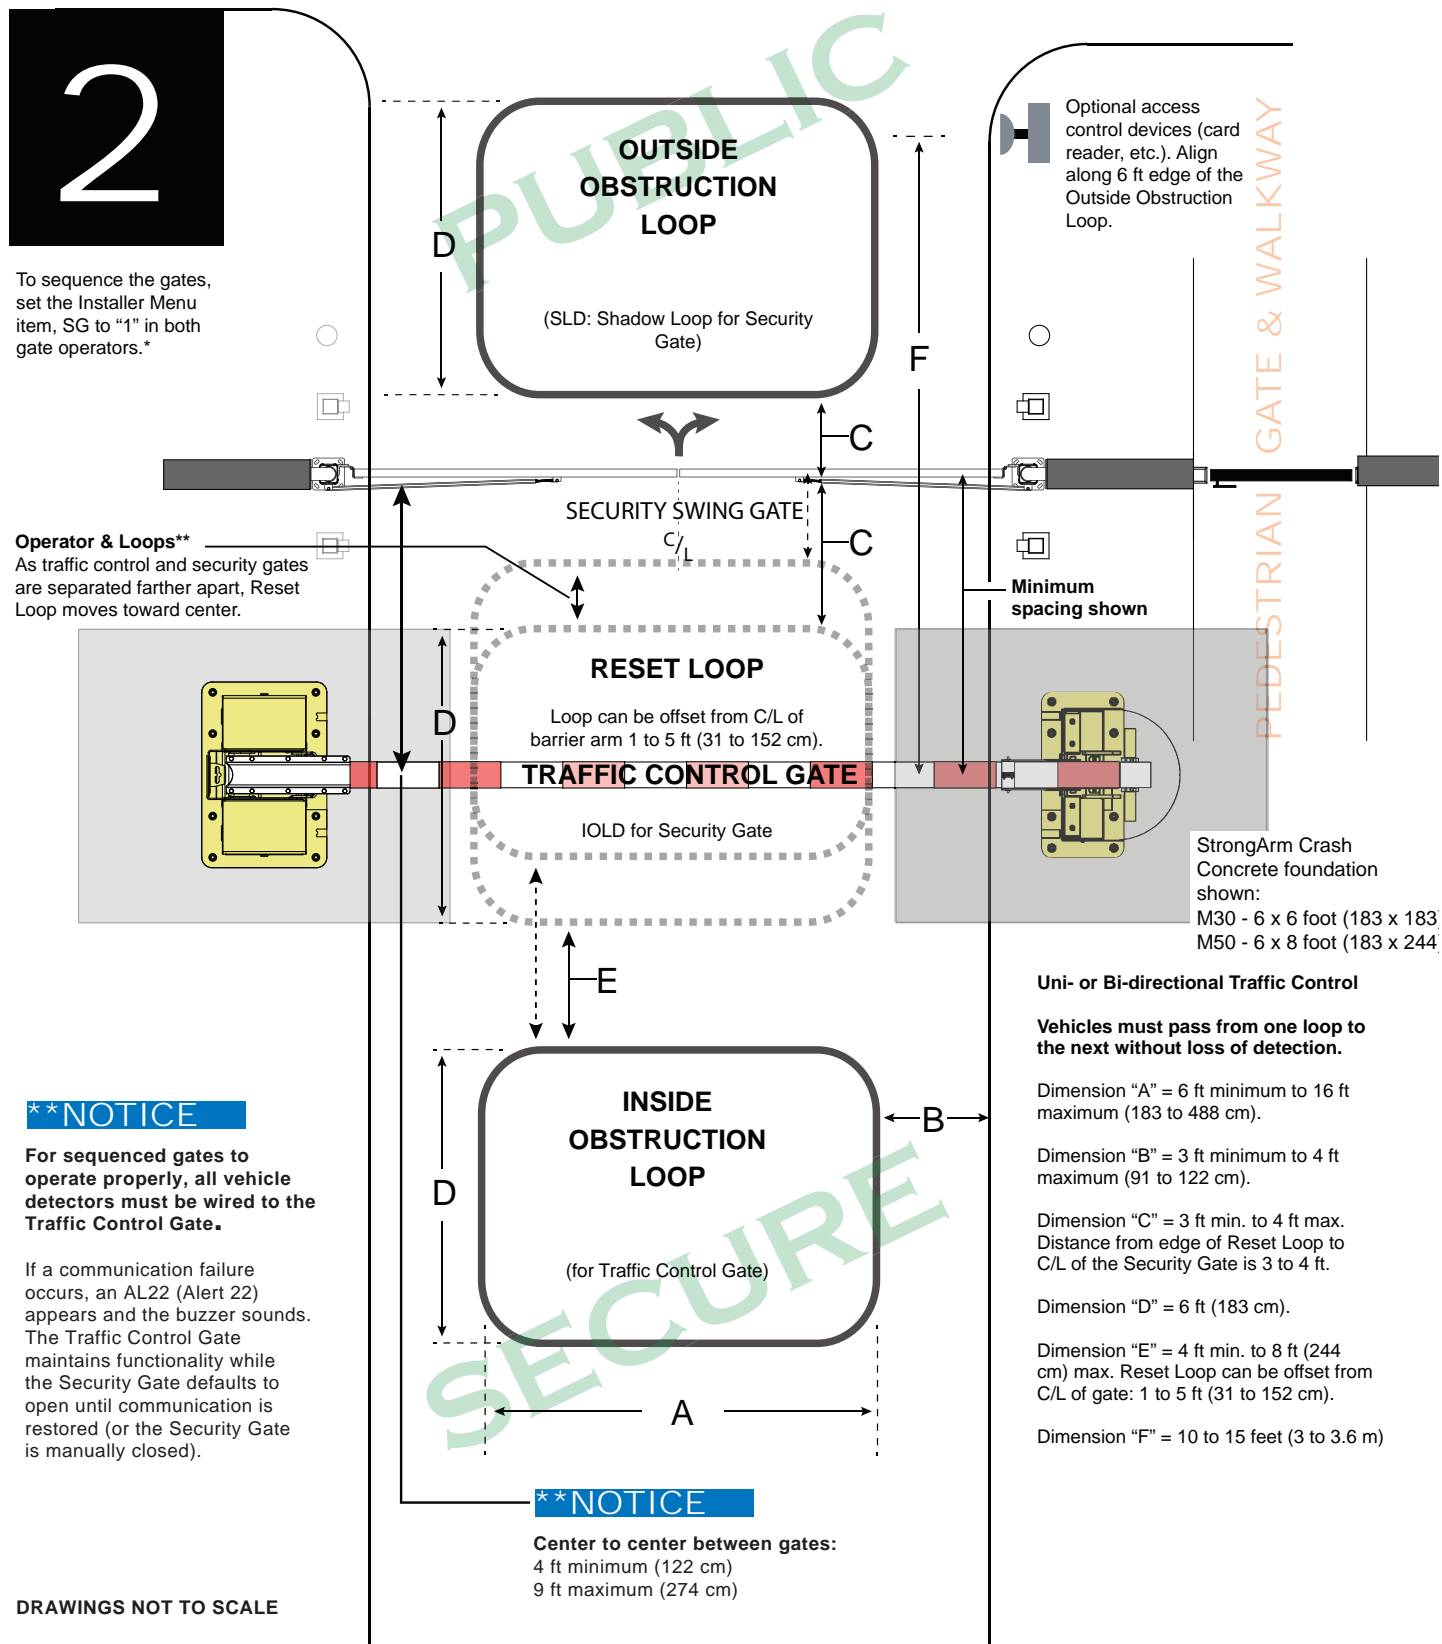 2
To sequence the gates,
set the Installer Menu
item, SG to “1” in both
gate operators.*
PUBLIC
OUTSIDE
OBSTRUCTION
LOOP
(SLD: Shadow Loop for Security
Gate)
D
F
C
Optional access
control devices (card
reader, etc.). Align
along 6 ft edge of the
Outside Obstruction
Loop.
PEDESTRIAN GATE & WALKWAY
SECURITY SWING GATE
C/L
C
Operator & Loops**
As traffic control and security gates
are separated farther apart, Reset
Loop moves toward center.
Minimum
spacing shown
RESET LOOP
Loop can be offset from C/L of
barrier arm 1 to 5 ft (31 to 152 cm).
D
TRAFFIC CONTROL GATE
IOLD for Security Gate
StrongArm Crash
Concrete foundation
shown:
M30 - 6 x 6 foot (183 x 183)
M50 - 6 x 8 foot (183 x 244)
E
Uni- or Bi-directional Traffic Control
Vehicles must pass from one loop to
the next without loss of detection.
Dimension “A” = 6 ft minimum to 16 ft
maximum (183 to 488 cm).
Dimension “B” = 3 ft minimum to 4 ft
maximum (91 to 122 cm).
Dimension “C” = 3 ft min. to 4 ft max.
Distance from edge of Reset Loop to
C/L of the Security Gate is 3 to 4 ft.
Dimension “D” = 6 ft (183 cm).
Dimension “E” = 4 ft min. to 8 ft (244
cm) max. Reset Loop can be offset from
C/L of gate: 1 to 5 ft (31 to 152 cm).
Dimension “F” = 10 to 15 feet (3 to 3.6 m)
INSIDE
OBSTRUCTION
LOOP
(for Traffic Control Gate)
B
D
SECURE
A
**NOTICE
For sequenced gates to
operate properly, all vehicle
detectors must be wired to the
Traffic Control Gate.
If a communication failure
occurs, an AL22 (Alert 22)
appears and the buzzer sounds.
The Traffic Control Gate
maintains functionality while
the Security Gate defaults to
open until communication is
restored (or the Security Gate
is manually closed).
**NOTICE
Center to center between gates:
4 ft minimum (122 cm)
9 ft maximum (274 cm)
DRAWINGS NOT TO SCALE